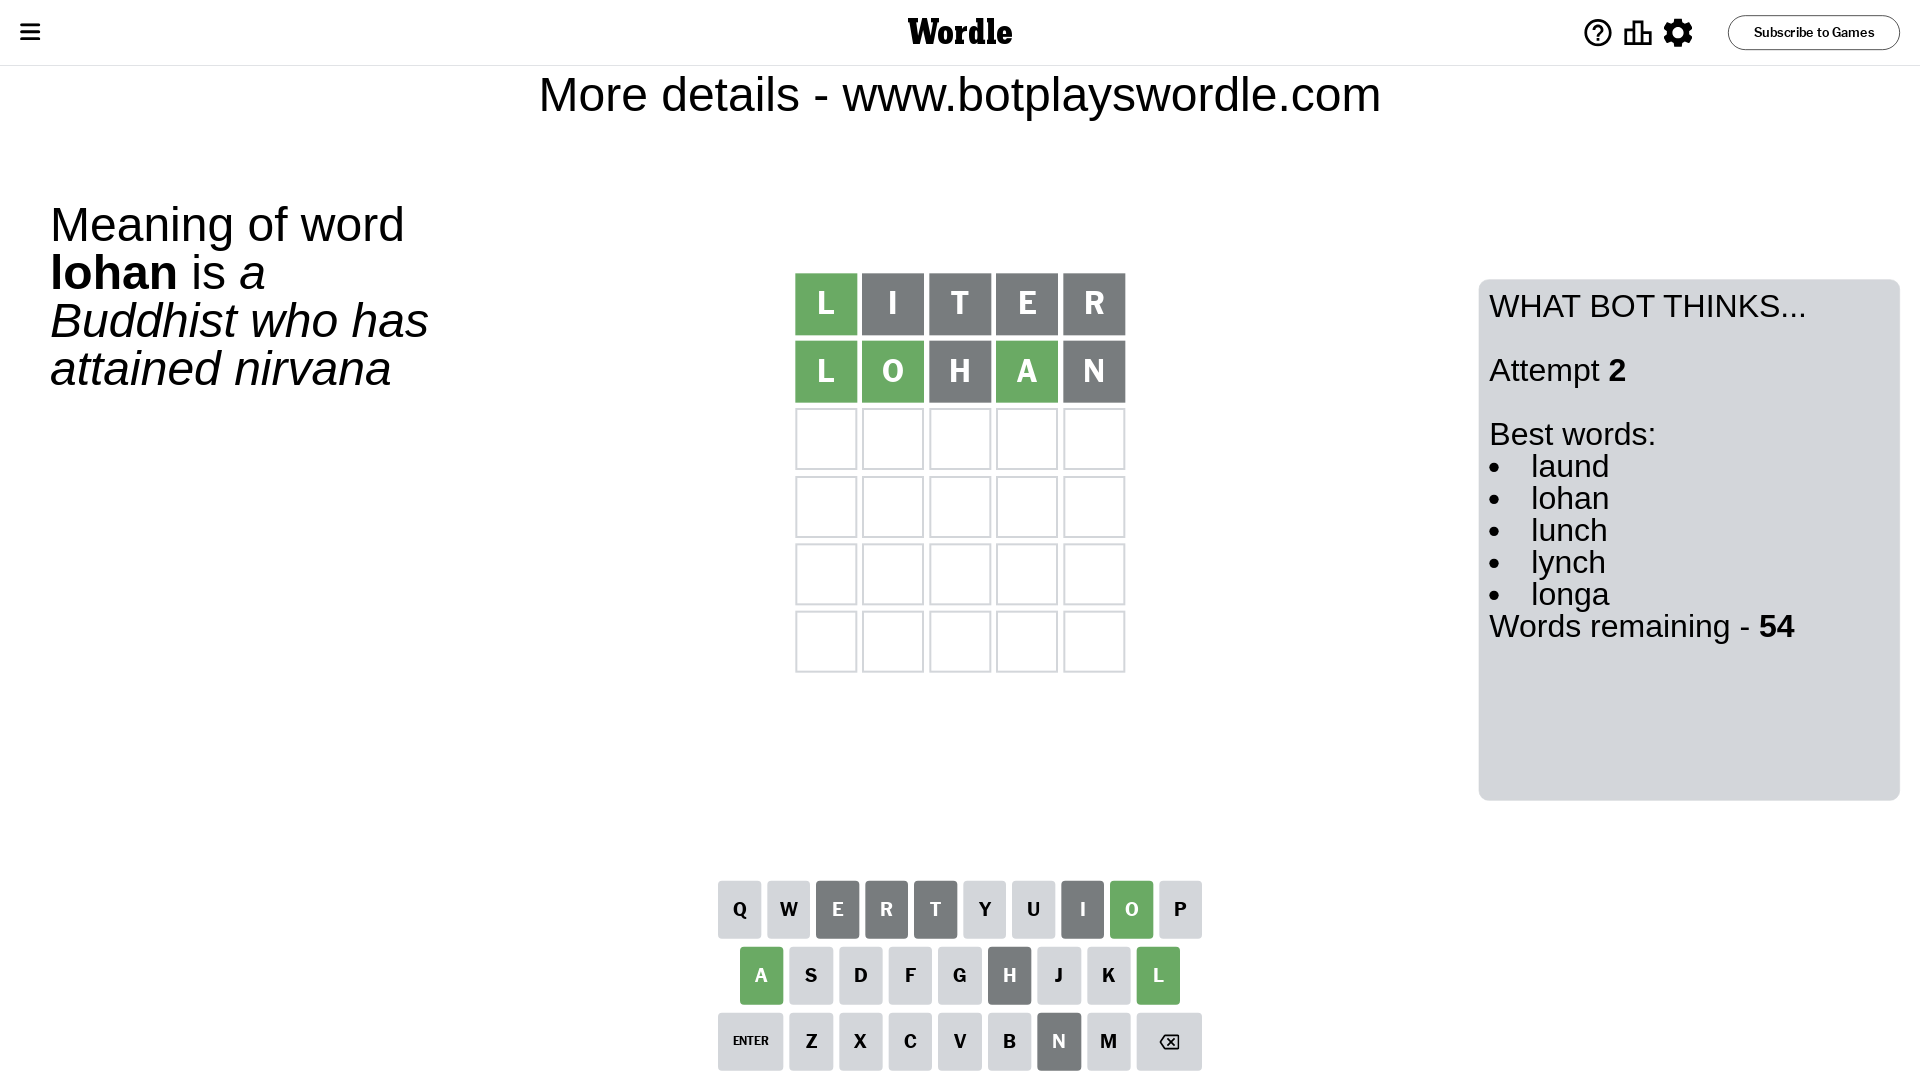 Wordle
Subscribe to Games
More details - www.botplayswordle.com
Meaning of word
lohan is a
Buddhist who has
attained nirvana
L I T E R
L O H A N
WHAT BOT THINKS...
Attempt 2
Best words:
• laund
• lohan
• lunch
• lynch
• longa
Words remaining - 54
Q W E R T Y U I O P
A S D F G H J K L
ENTER Z X C V B N M